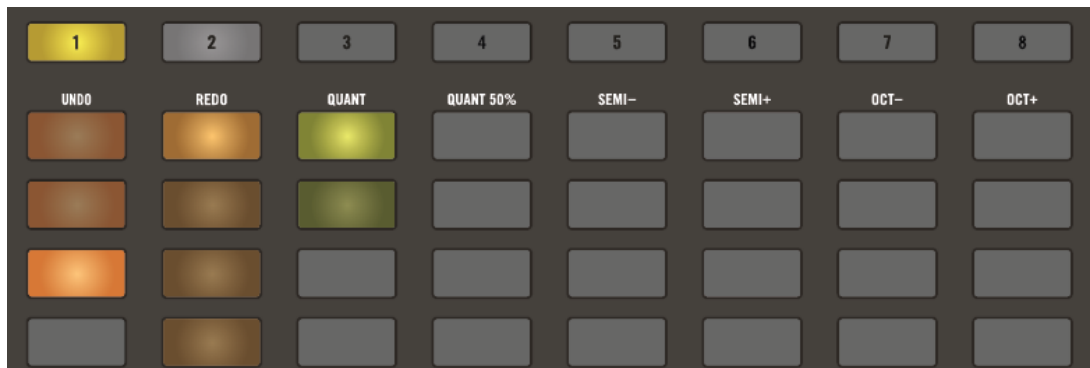 1 2 3 4 5 6 7 8
UNDO REDO QUANT QUANT 50% SEMI– SEMI+ OCT– OCT+